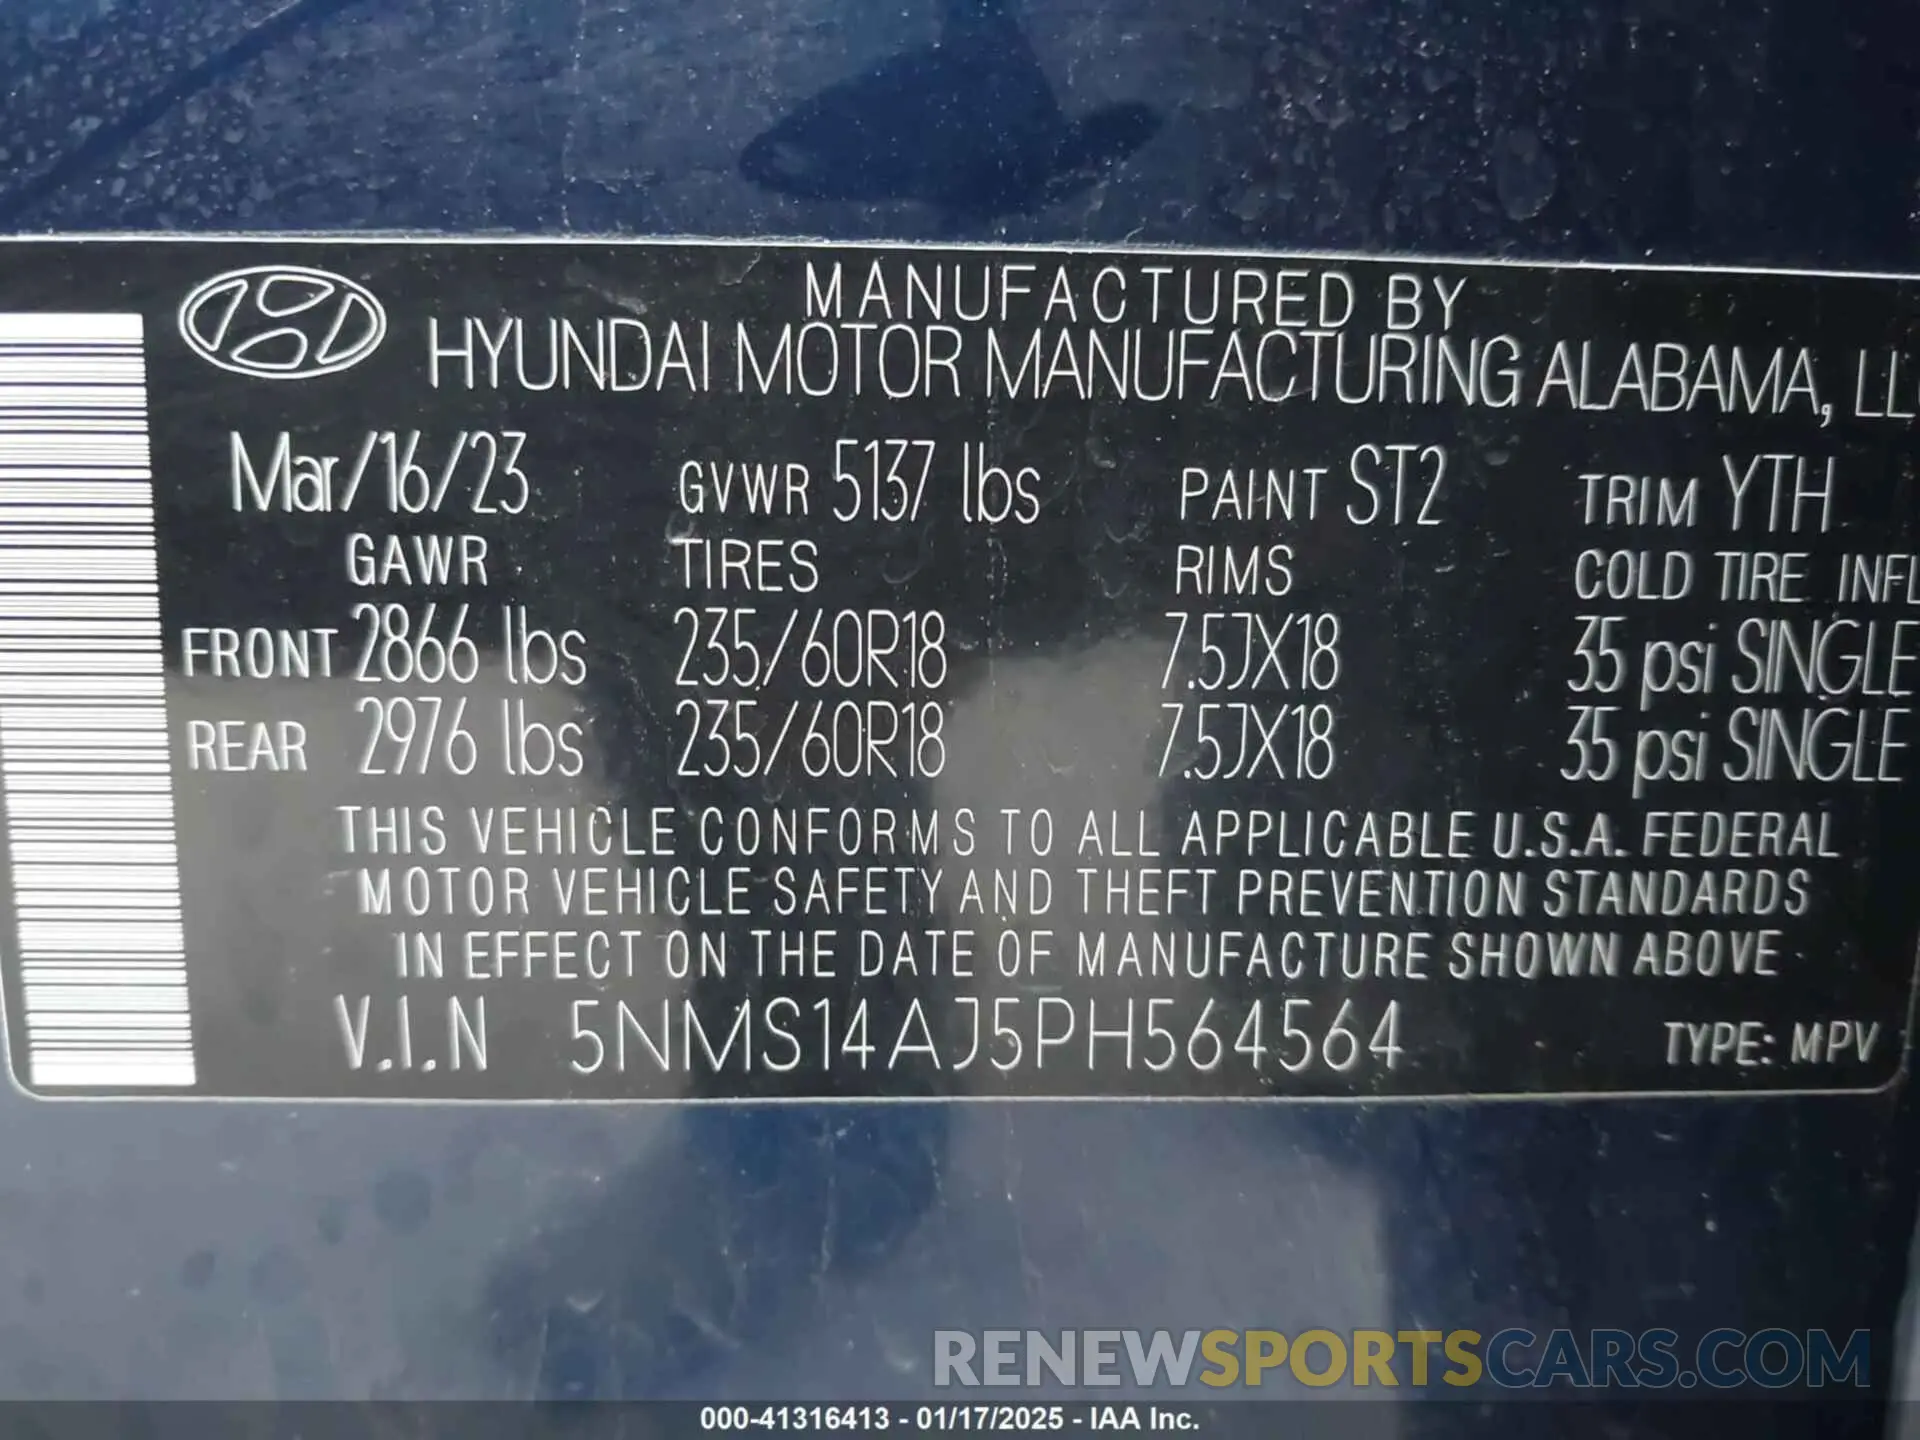 MANUFACTURED BY
HYUNDAI MOTOR MANUFACTURING ALABAMA,
Mar/16/23 GVWR 5137 lbs PAINT ST2 TRIM YTH
GAWR TIRES RIMS COLD TIRE INFL
FRONT 2866 lbs 235/60R18 7.5JX18 35 psi SINGLE
REAR 2976 lbs 235/60R18 7.5JX18 35 psi SINGLE
THIS VEHICLE CONFORMS TO ALL APPLICABLE U.S.A. FEDERAL
MOTOR VEHICLE SAFETY AND THEFT PREVENTION STANDARDS
IN EFFECT ON THE DATE OF MANUFACTURE SHOWN ABOVE
V.I.N 5NMS14AJ5PH564564 TYPE: MPV
RENEWSPORTSCARS.COM
000-41316413 - 01/17/2025 - IAA Inc.